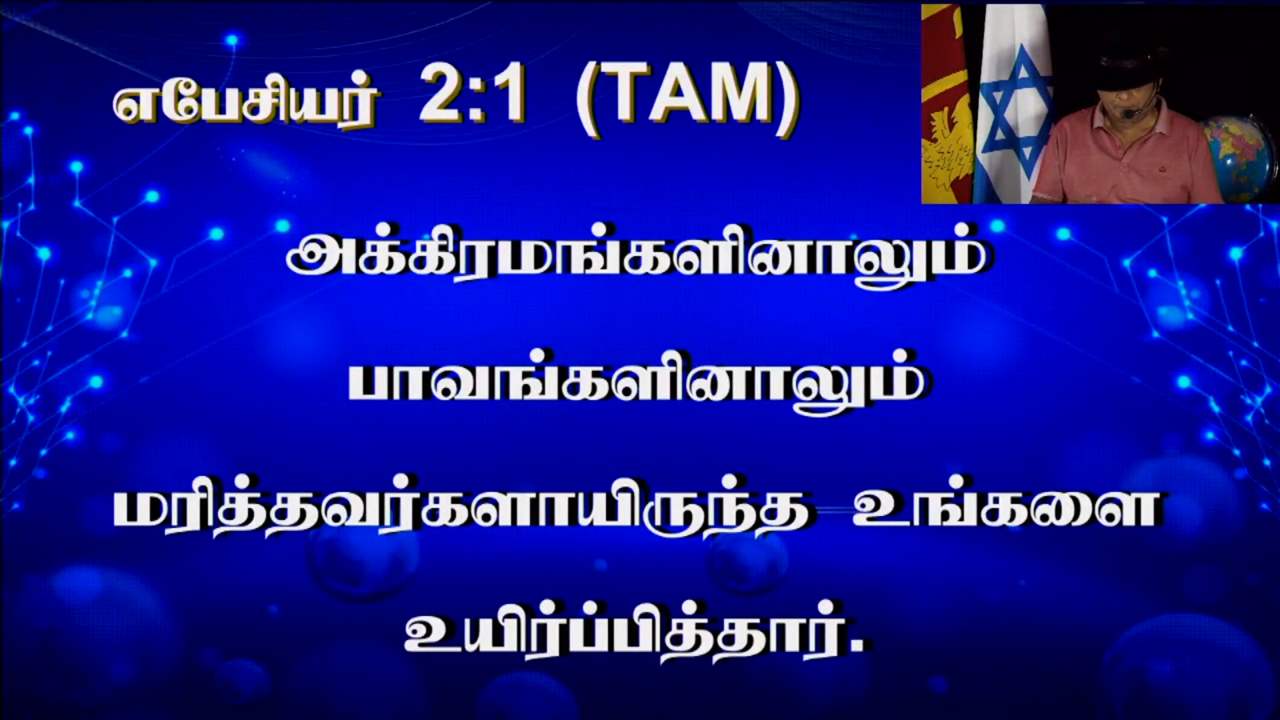 எபேசியர் 2:1 (TAM)
அக்கிரமங்களினாலும்
பாவங்களினாலும்
மரித்தவர்களாயிருந்த உங்களை
உயிர்ப்பித்தார்.